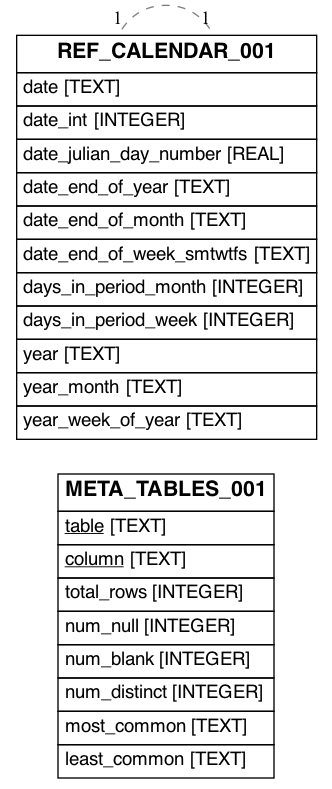 1 1
REF_CALENDAR_001
date [TEXT]
date_int [INTEGER]
date_julian_day_number [REAL]
date_end_of_year [TEXT]
date_end_of_month [TEXT]
date_end_of_week_smtwtfs [TEXT]
days_in_period_month [INTEGER]
days_in_period_week [INTEGER]
year [TEXT]
year_month [TEXT]
year_week_of_year [TEXT]
META_TABLES_001
table [TEXT]
column [TEXT]
total_rows [INTEGER]
num_null [INTEGER]
num_blank [INTEGER]
num_distinct [INTEGER]
most_common [TEXT]
least_common [TEXT]